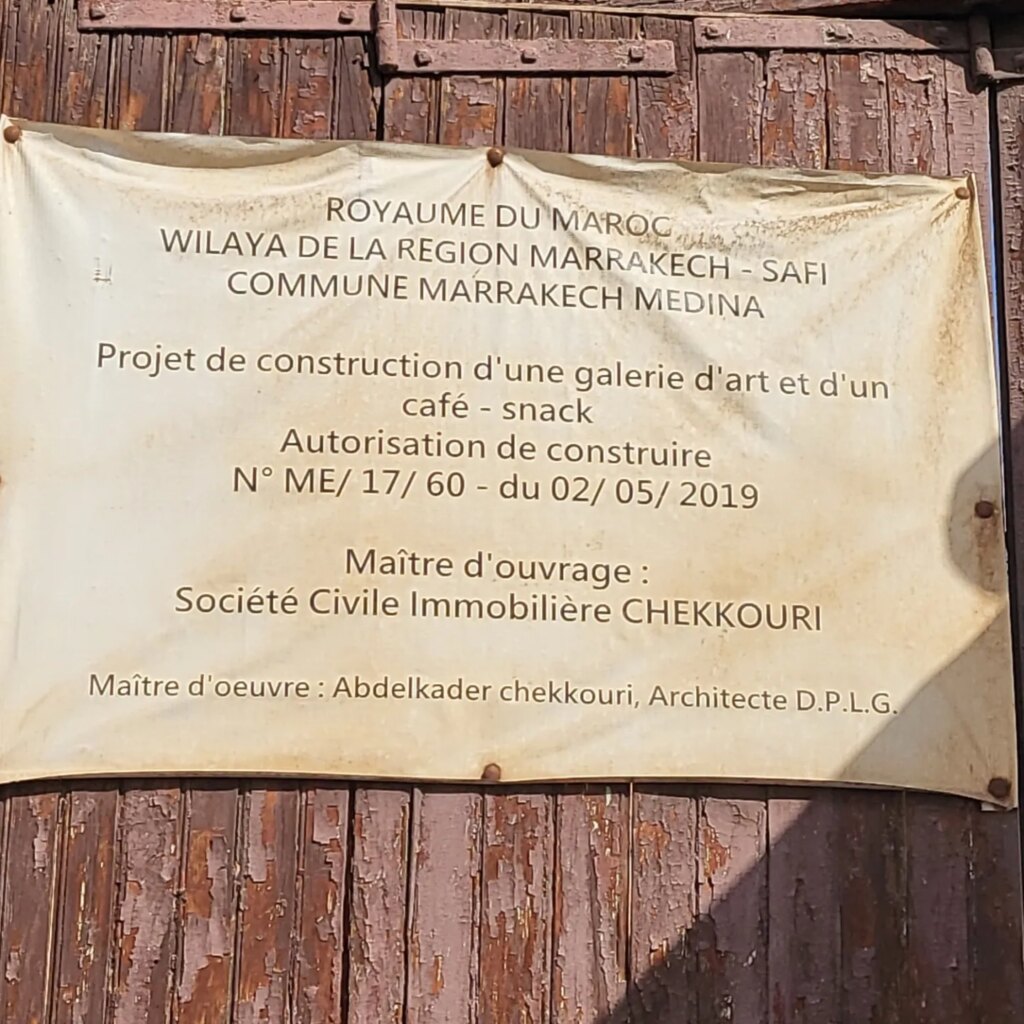 ROYAUME DU MAROC
WILAYA DE LA REGION MARRAKECH - SAFI
COMMUNE MARRAKECH MEDINA
Projet de construction d'une galerie d'art et d'un
café - snack
Autorisation de construire
N° ME/ 17/ 60 - du 02/ 05/ 2019
Maître d'ouvrage :
Société Civile Immobilière CHEKKOURI
Maître d'oeuvre : Abdelkader chekkouri, Architecte D.P.L.G.